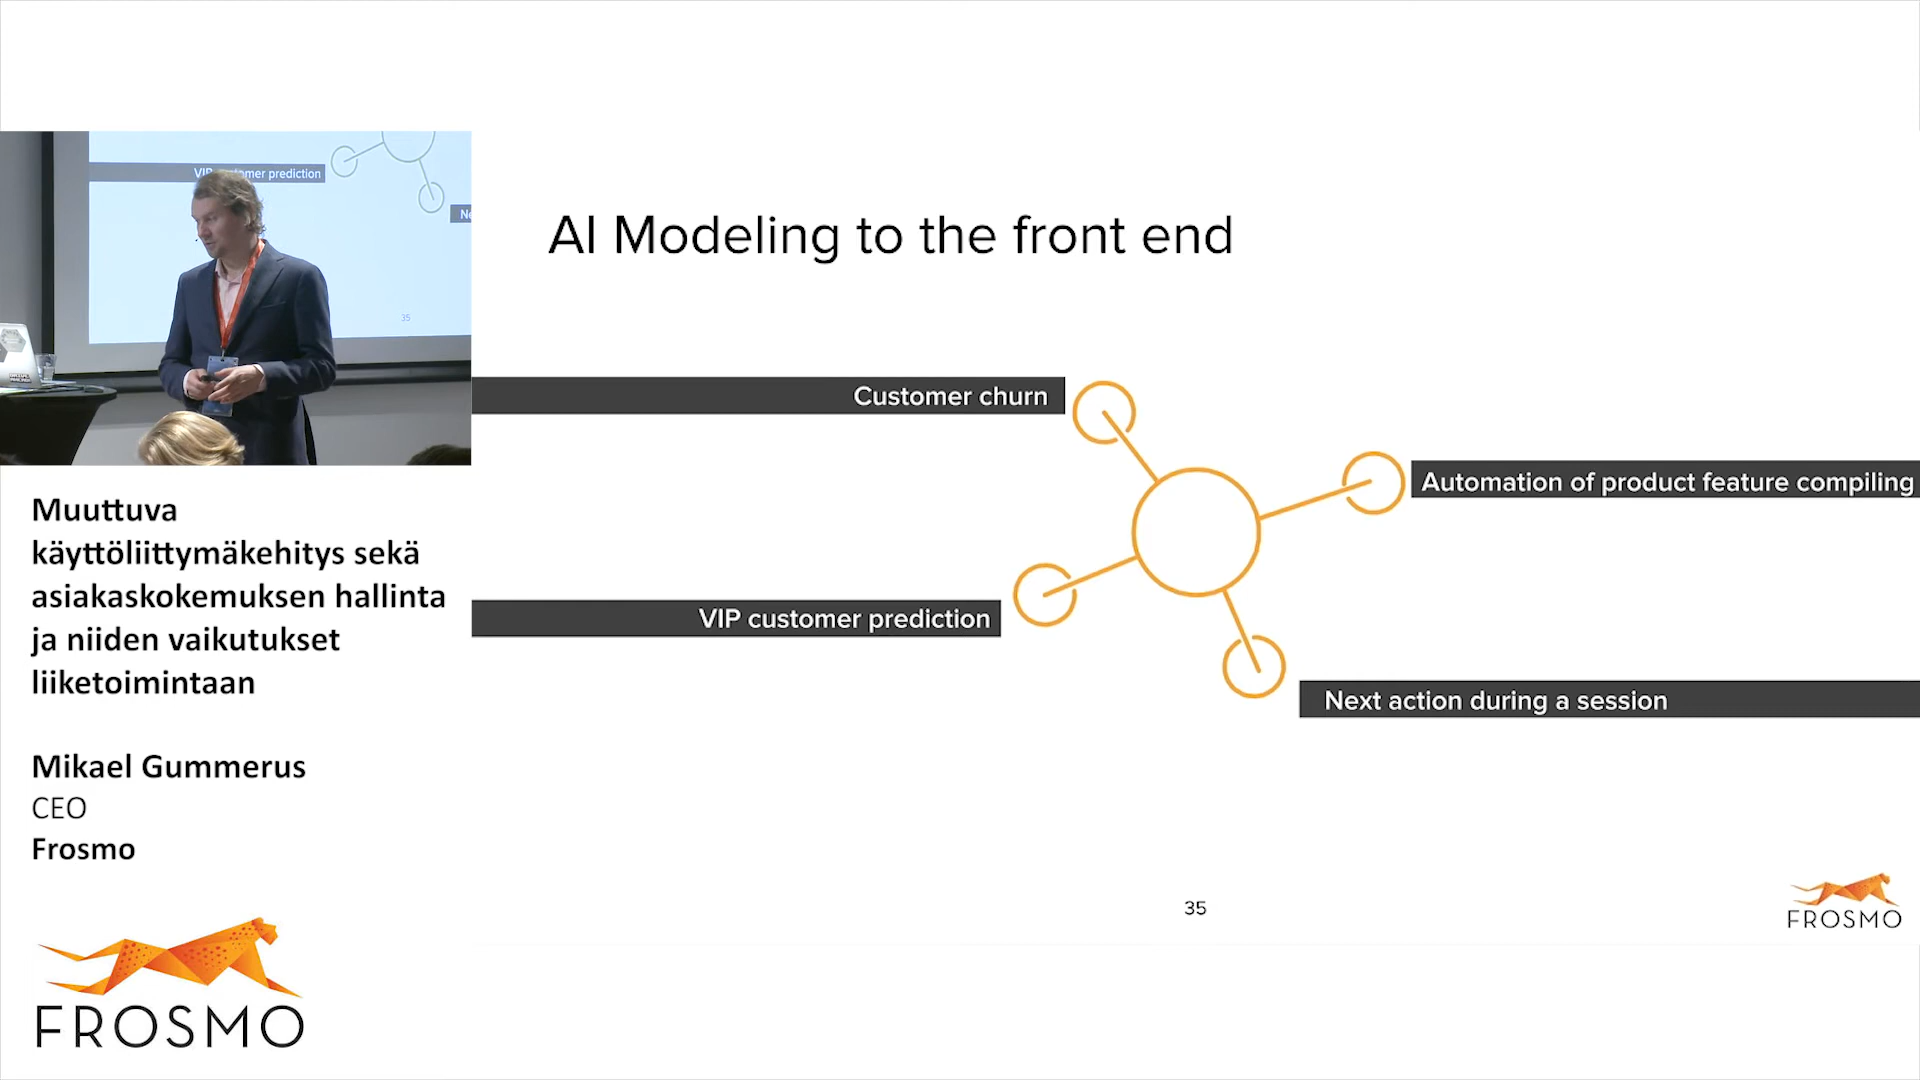 VIP customer prediction
Ne
35
Muuttuva
käyttöliittymäkehitys sekä
asiakaskokemuksen hallinta
ja niiden vaikutukset
liiketoimintaan
Mikael Gummerus
CEO
Frosmo
FROSMO
AI Modeling to the front end
Customer churn
Automation of product feature compiling
VIP customer prediction
Next action during a session
35
FROSMO